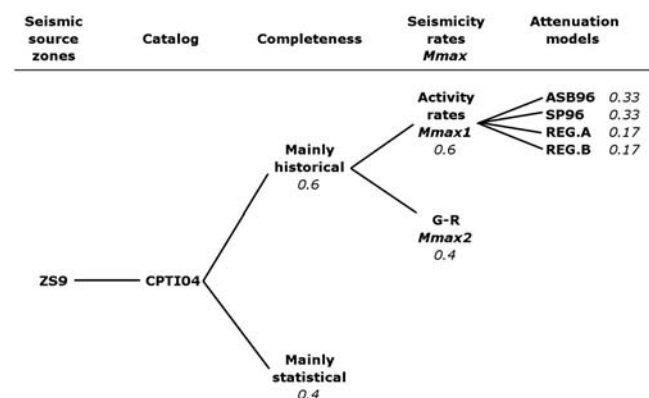 Seismic source zones
Catalog
Completeness
Seismicity rates Mmax
Attenuation models
Activity rates Mmax1 0.6
ASB96 0.33
SP96 0.33
REG.A 0.17
REG.B 0.17
Mainly historical 0.6
G-R Mmax2 0.4
ZS9
CPTI04
Mainly statistical 0.4